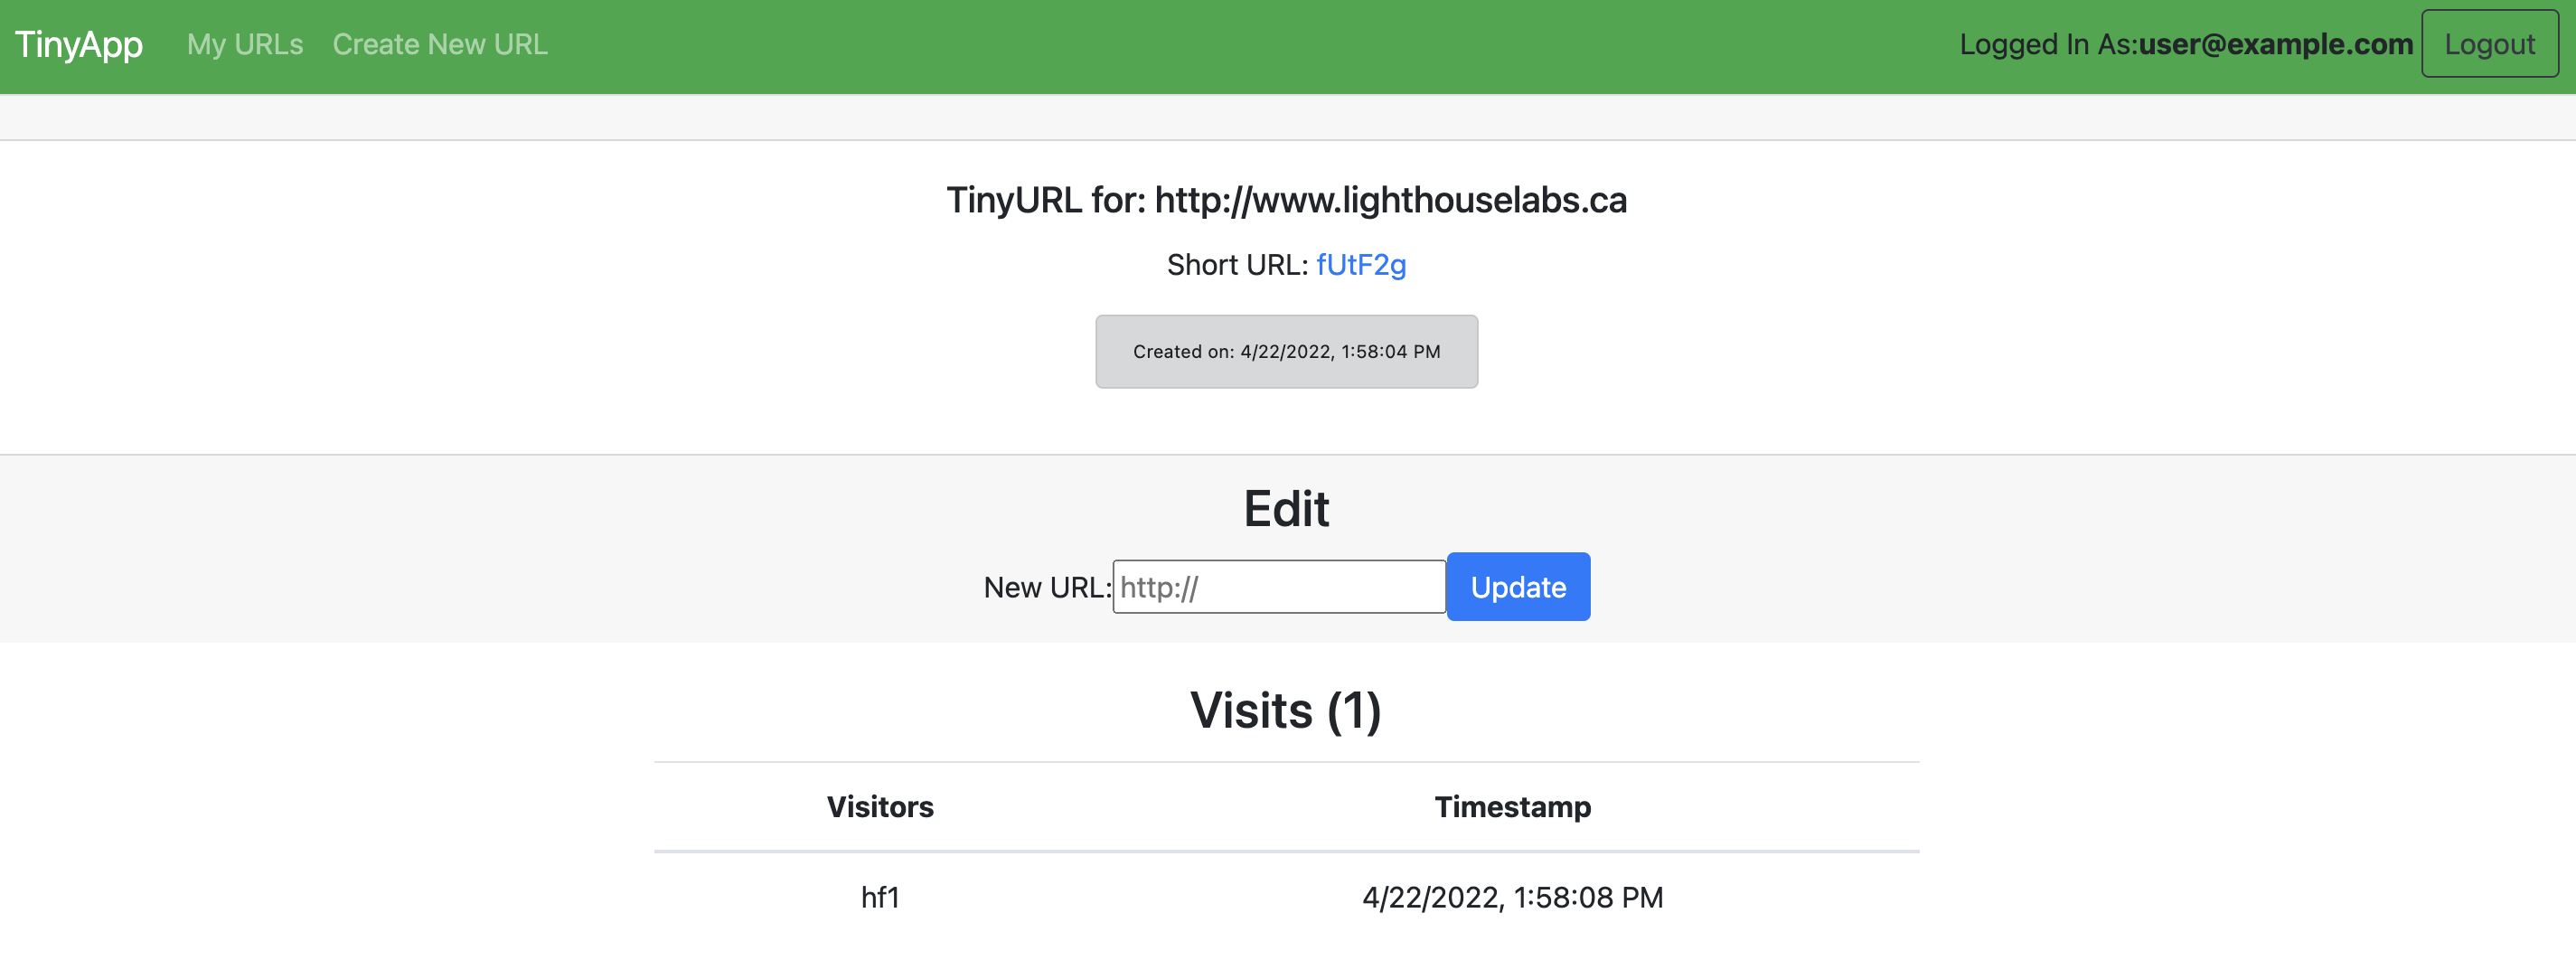 TinyApp My URLs Create New URL Logged In As:user@example.com Logout
TinyURL for: http://www.lighthouselabs.ca
Short URL: fUtF2g
Created on: 4/22/2022, 1:58:04 PM
Edit
New URL: http:// Update
Visits (1)
Visitors Timestamp
hf1 4/22/2022, 1:58:08 PM